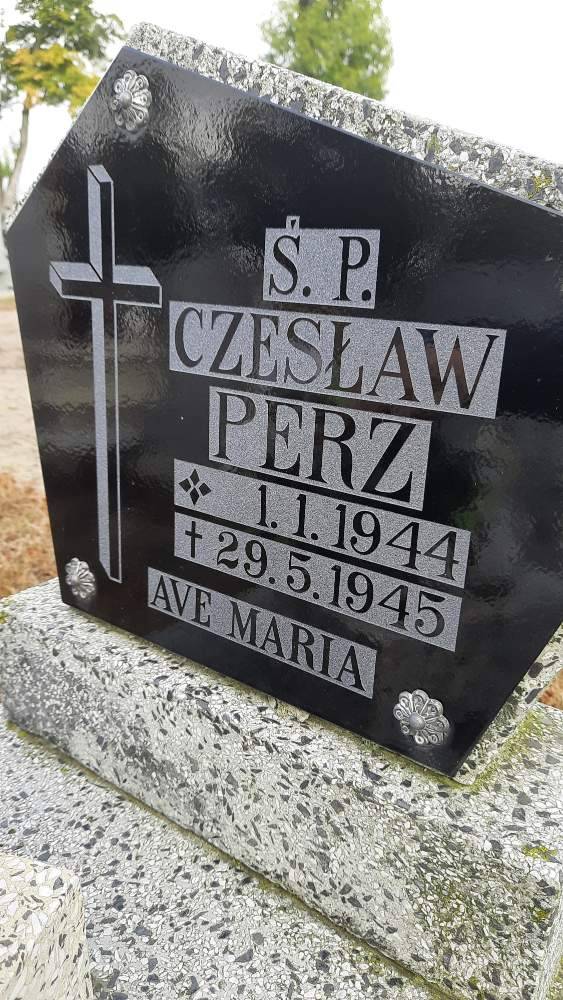 Ś. P.
CZESŁAW
PERZ
❖ 1.1.1944
✝ 29.5.1945
AVE MARIA